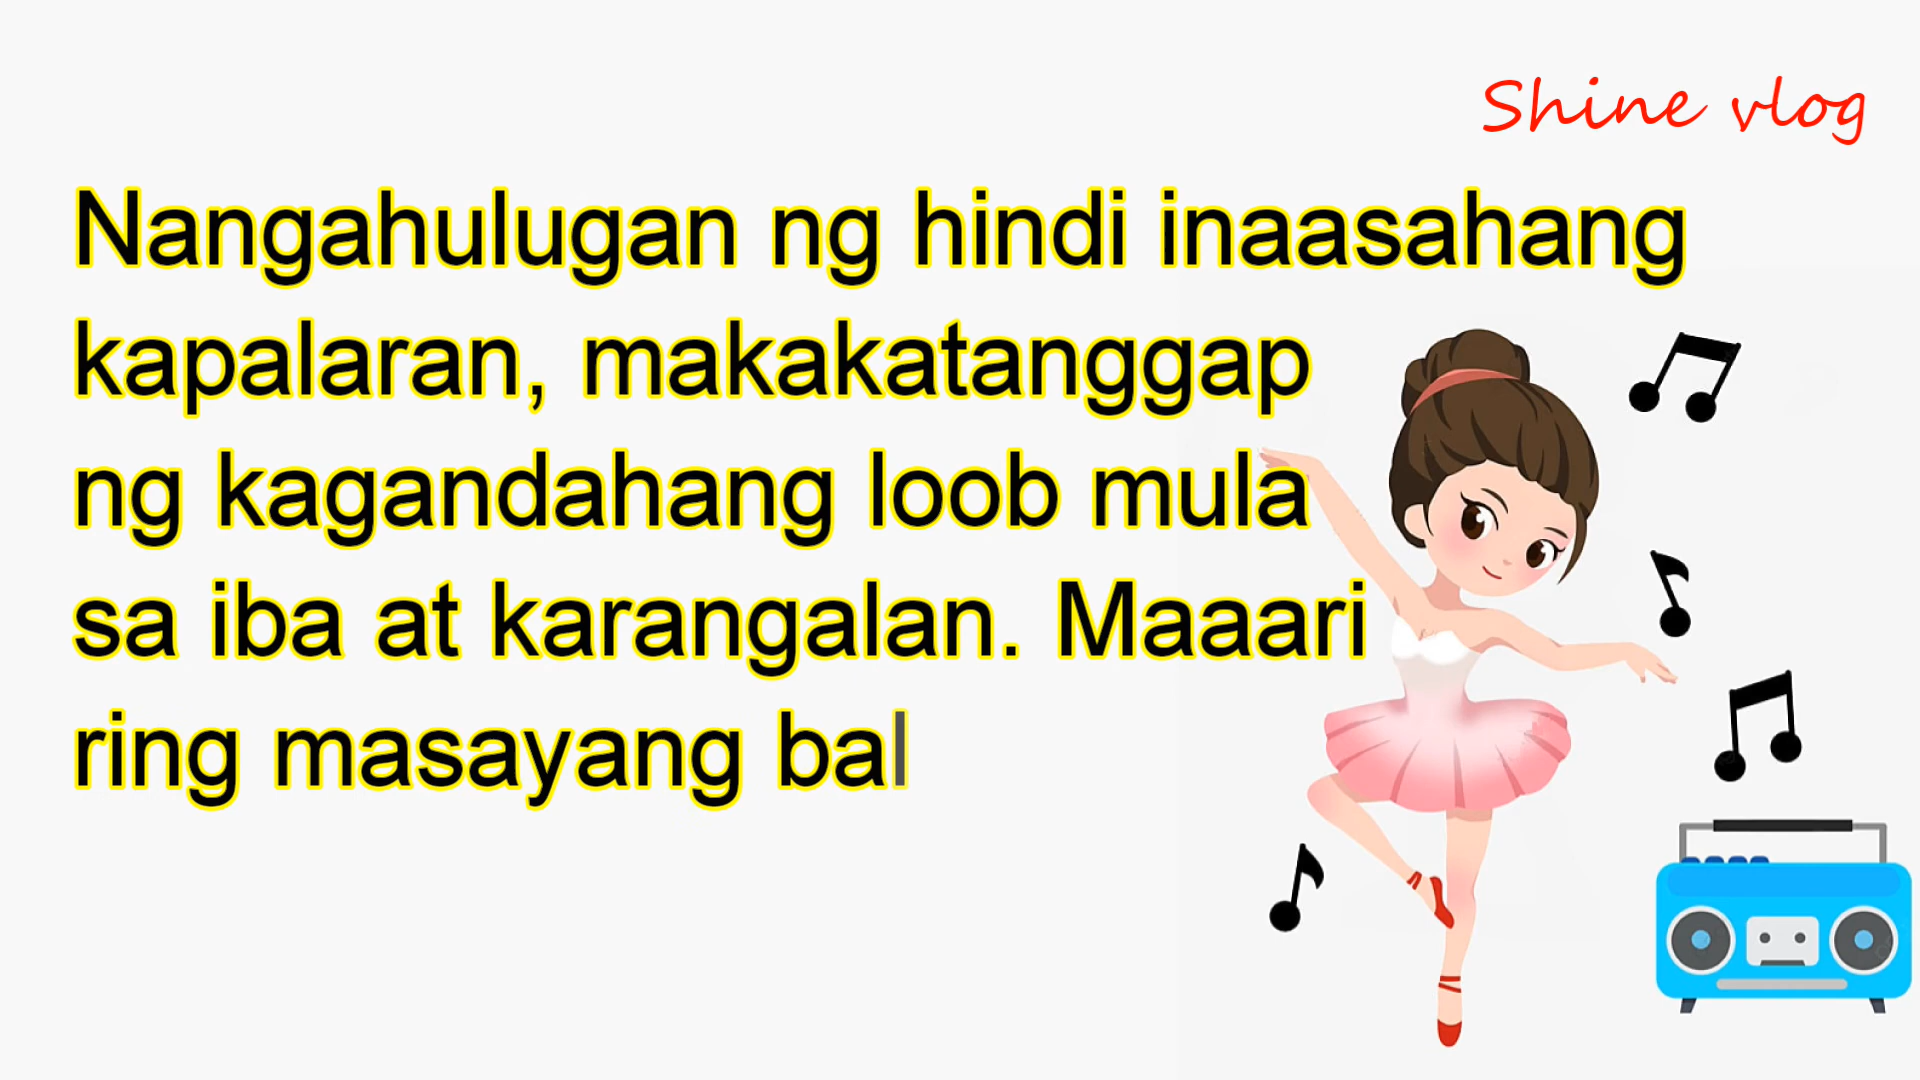 Shine vlog
Nangahulugan ng hindi inaasahang
kapalaran, makakatanggap
ng kagandahang loob mula
sa iba at karangalan. Maaari
ring masayang bal